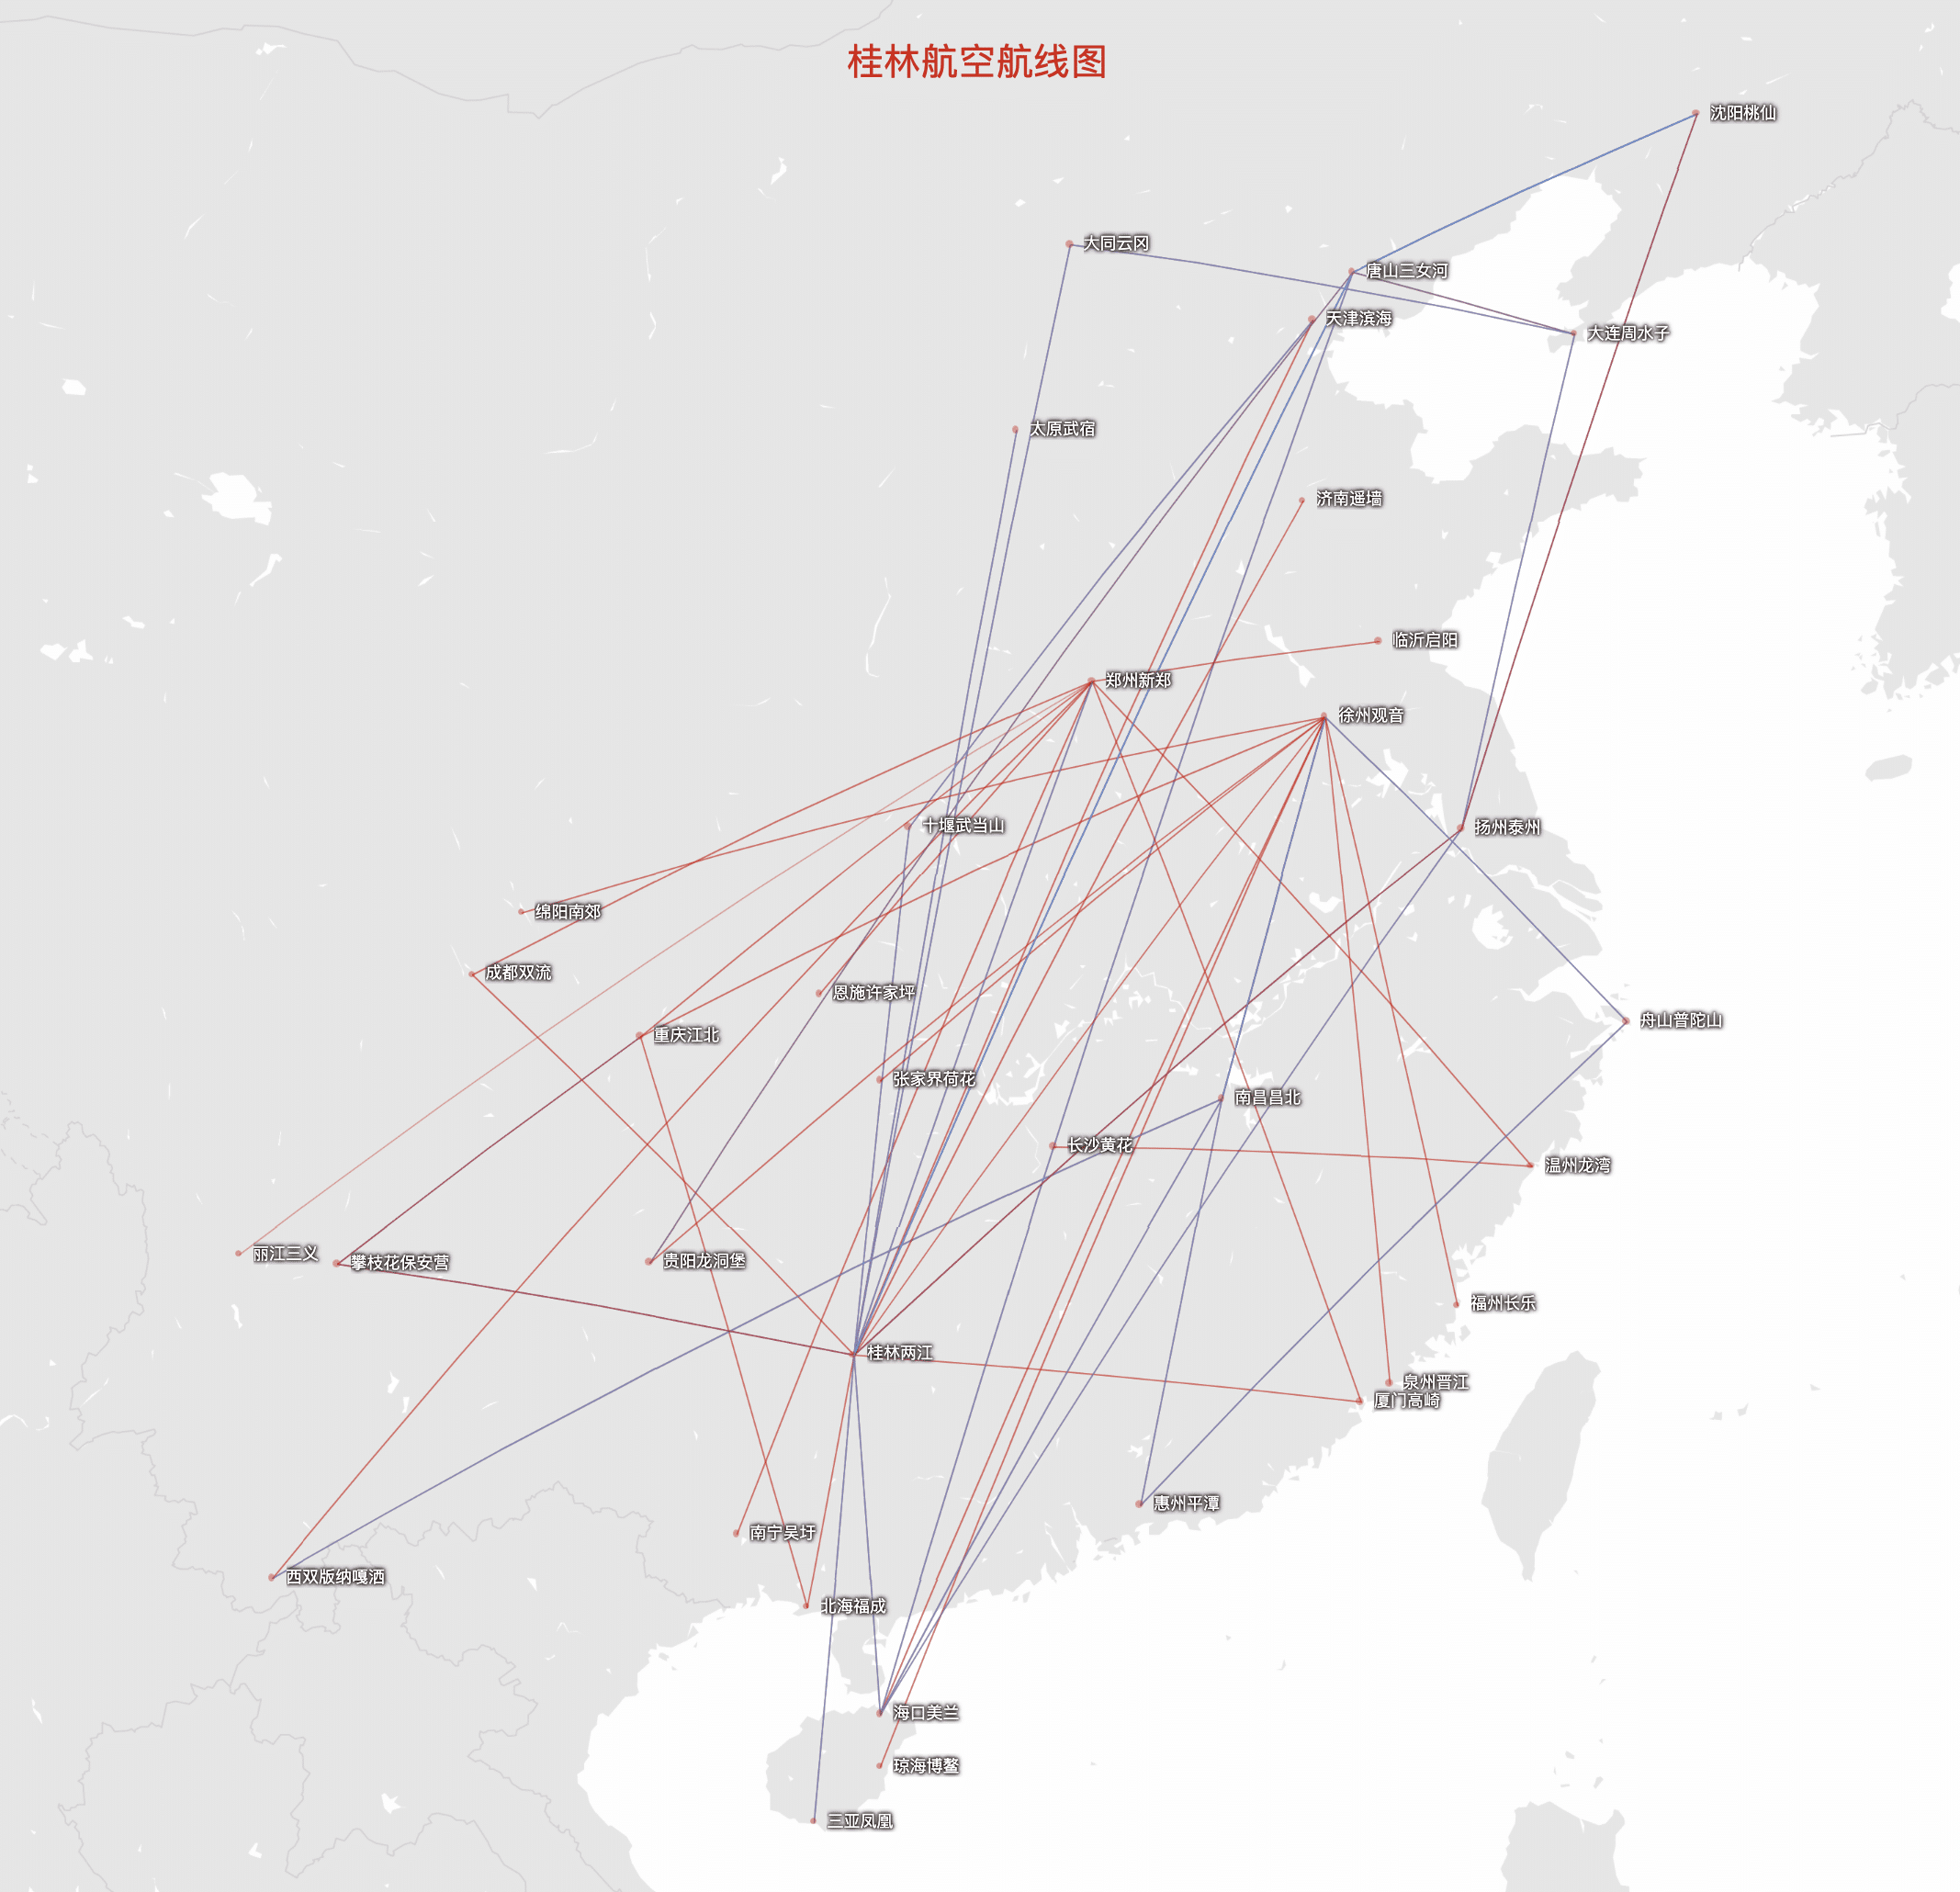 桂林航空航线图
沈阳桃仙
大同云冈
唐山三女河
天津滨海
大连周水子
太原武宿
济南遥墙
临沂启阳
郑州新郑
徐州观音
十堰武当山
扬州泰州
绵阳南郊
成都双流
恩施许家坪
舟山普陀山
重庆江北
张家界荷花
南昌昌北
长沙黄花
温州龙湾
丽江三义
攀枝花保安营
贵阳龙洞堡
福州长乐
桂林两江
泉州晋江
厦门高崎
惠州平潭
南宁吴圩
西双版纳嘎洒
北海福成
海口美兰
琼海博鳌
三亚凤凰